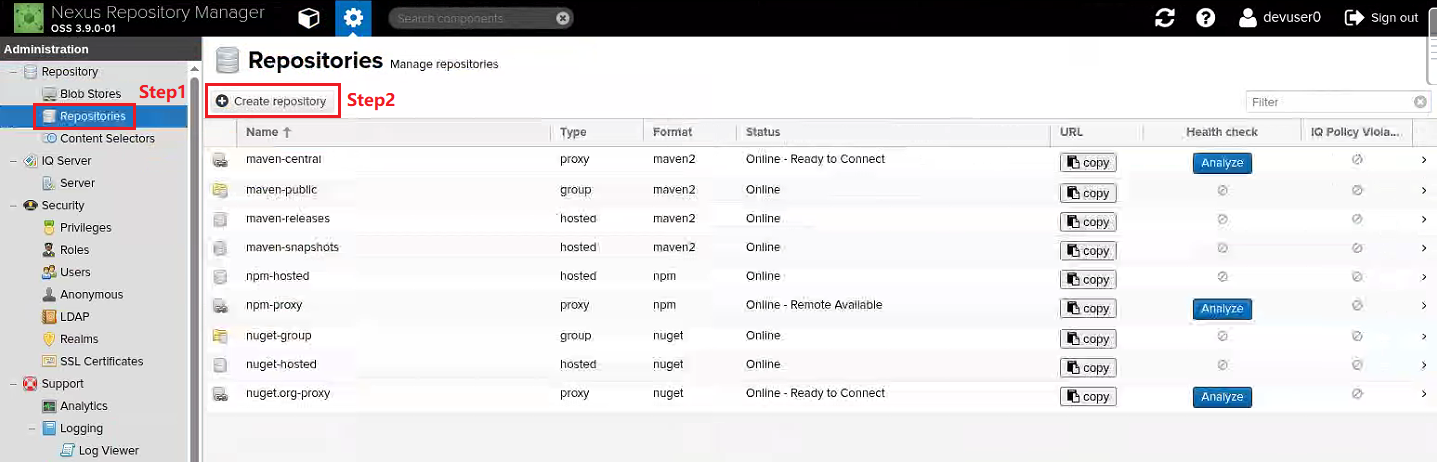 Nexus Repository Manager
OSS 3.9.0-01
Search components
devuser0
Sign out
Administration
Repository
Blob Stores
Step1
Repositories
Content Selectors
IQ Server
Server
Security
Privileges
Roles
Users
Anonymous
LDAP
Realms
SSL Certificates
Support
Analytics
Logging
Log Viewer
Repositories Manage repositories
Create repository Step2
Filter
Name Type Format Status URL Health check IQ Policy Viola...
maven-central proxy maven2 Online - Ready to Connect copy Analyze
maven-public group maven2 Online copy
maven-releases hosted maven2 Online copy
maven-snapshots hosted maven2 Online copy
npm-hosted hosted npm Online copy
npm-proxy proxy npm Online - Remote Available copy Analyze
nuget-group group nuget Online copy
nuget-hosted hosted nuget Online copy
nuget.org-proxy proxy nuget Online - Ready to Connect copy Analyze